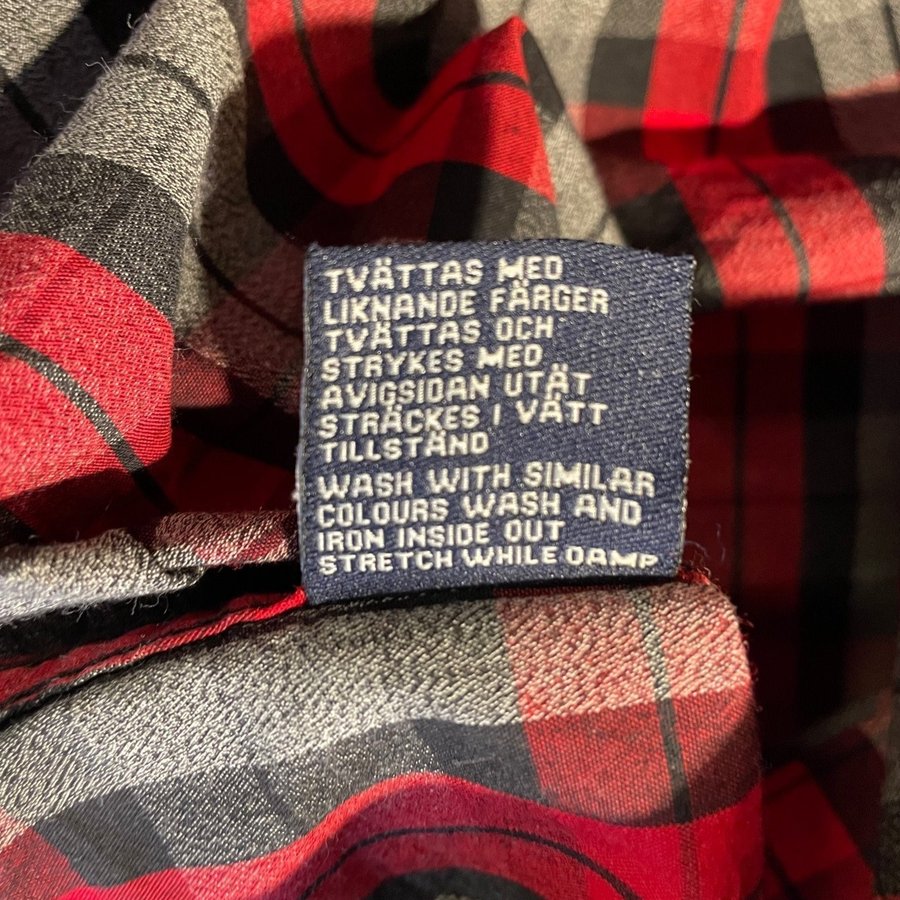 TVÄTTAS MED
LIKNANDE FÄRGER
TVÄTTAS OCH
STRYKES MED
AVIGSIDAN UTÅT
STRÄCKES I VÅTT
TILLSTÅND
WASH WITH SIMILAR
COLOURS WASH AND
IRON INSIDE OUT
STRETCH WHILE DAMP